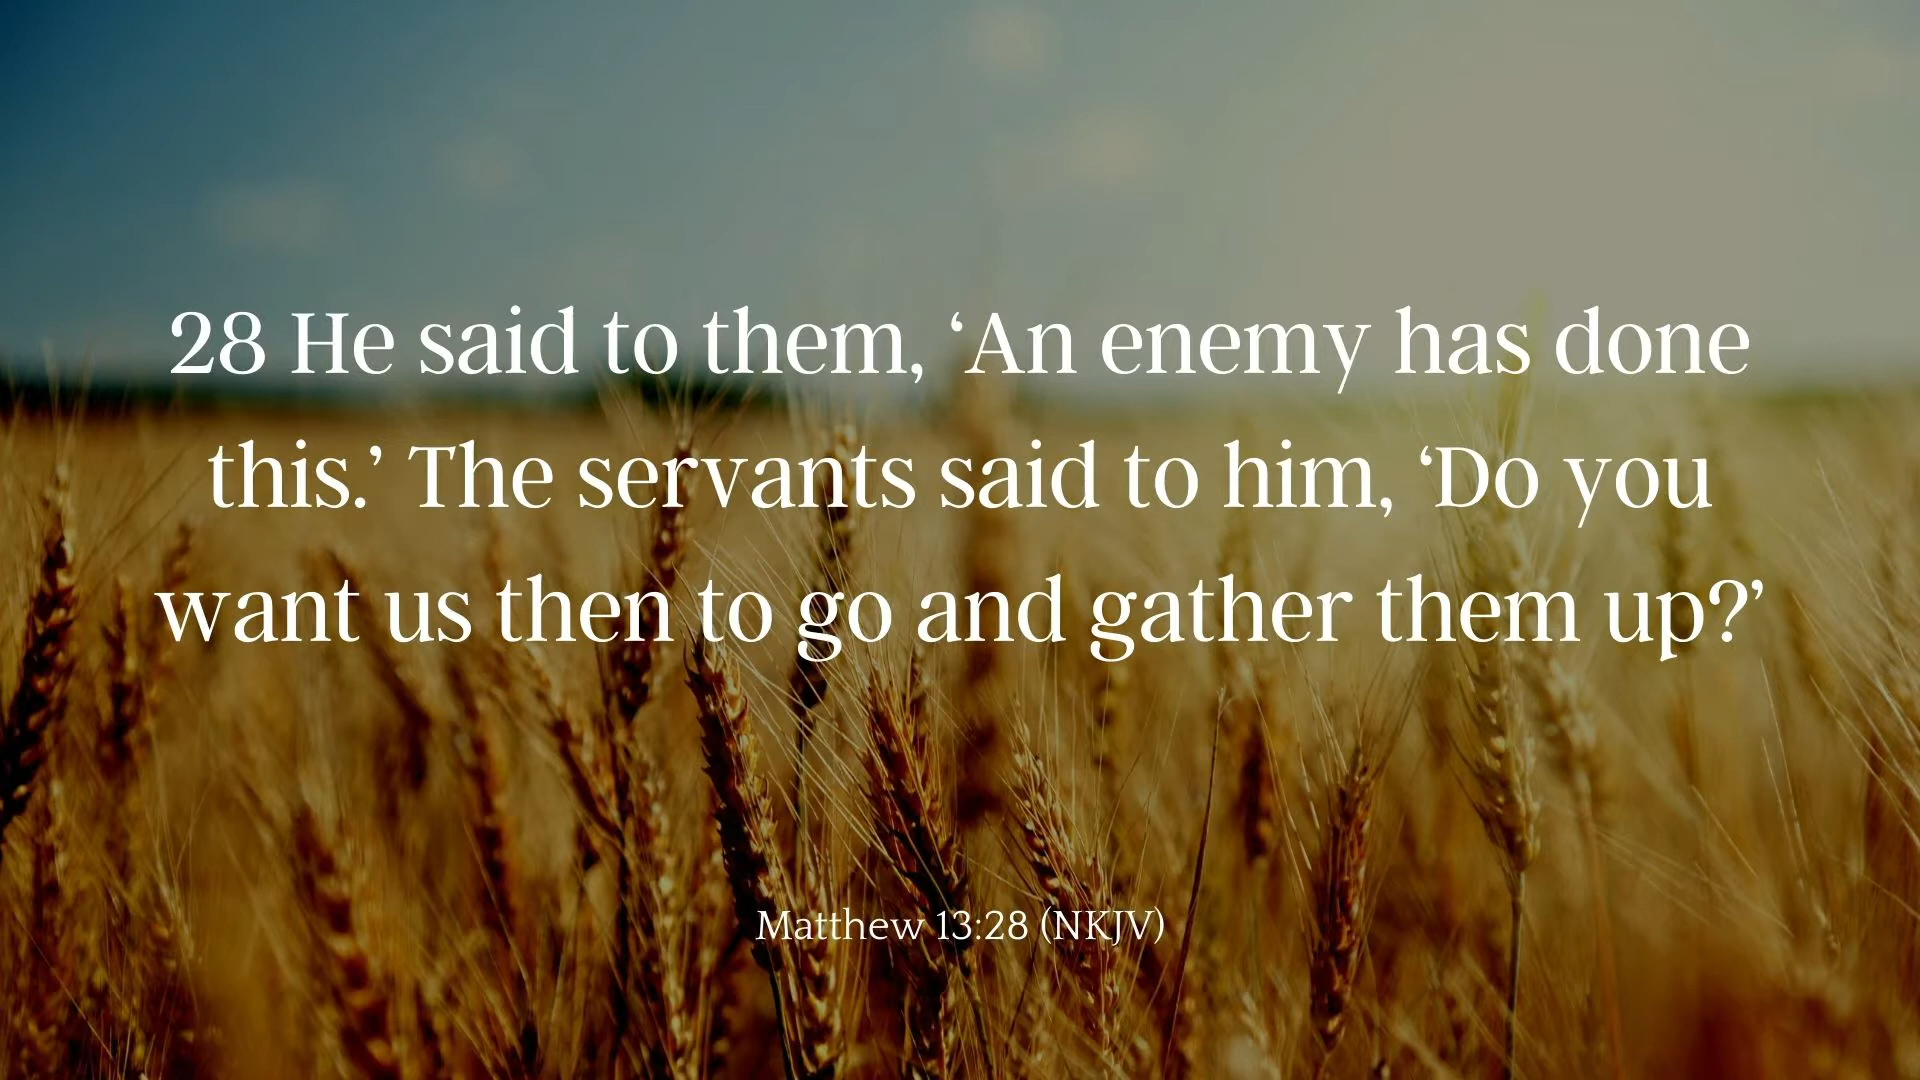 28 He said to them, ‘An enemy has done
this.’ The servants said to him, ‘Do you
want us then to go and gather them up?’
Matthew 13:28 (NKJV)